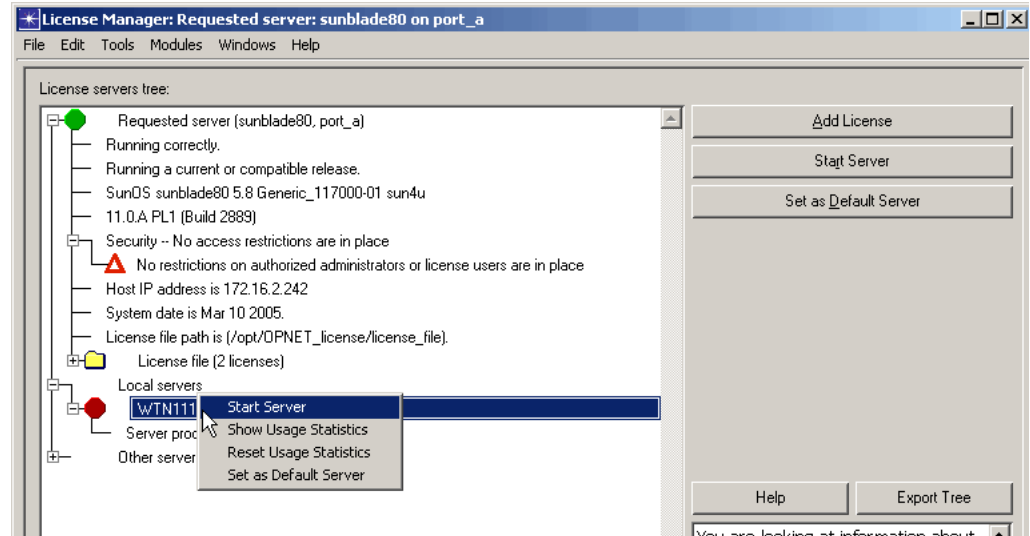 License Manager: Requested server: sunblade80 on port_a
File Edit Tools Modules Windows Help
License servers tree:
Requested server (sunblade80, port_a)
Running correctly.
Running a current or compatible release.
SunOS sunblade80 5.8 Generic_117000-01 sun4u
11.0.A PL1 (Build 2889)
Security -- No access restrictions are in place
No restrictions on authorized administrators or license users are in place
Host IP address is 172.16.2.242
System date is Mar 10 2005.
License file path is (/opt/OPNET_license/license_file).
License file (2 licenses)
Local servers
WTN111
Server
Other server
Start Server
Show Usage Statistics
Reset Usage Statistics
Set as Default Server
Add License
Start Server
Set as Default Server
Help
Export Tree
You are looking at information about